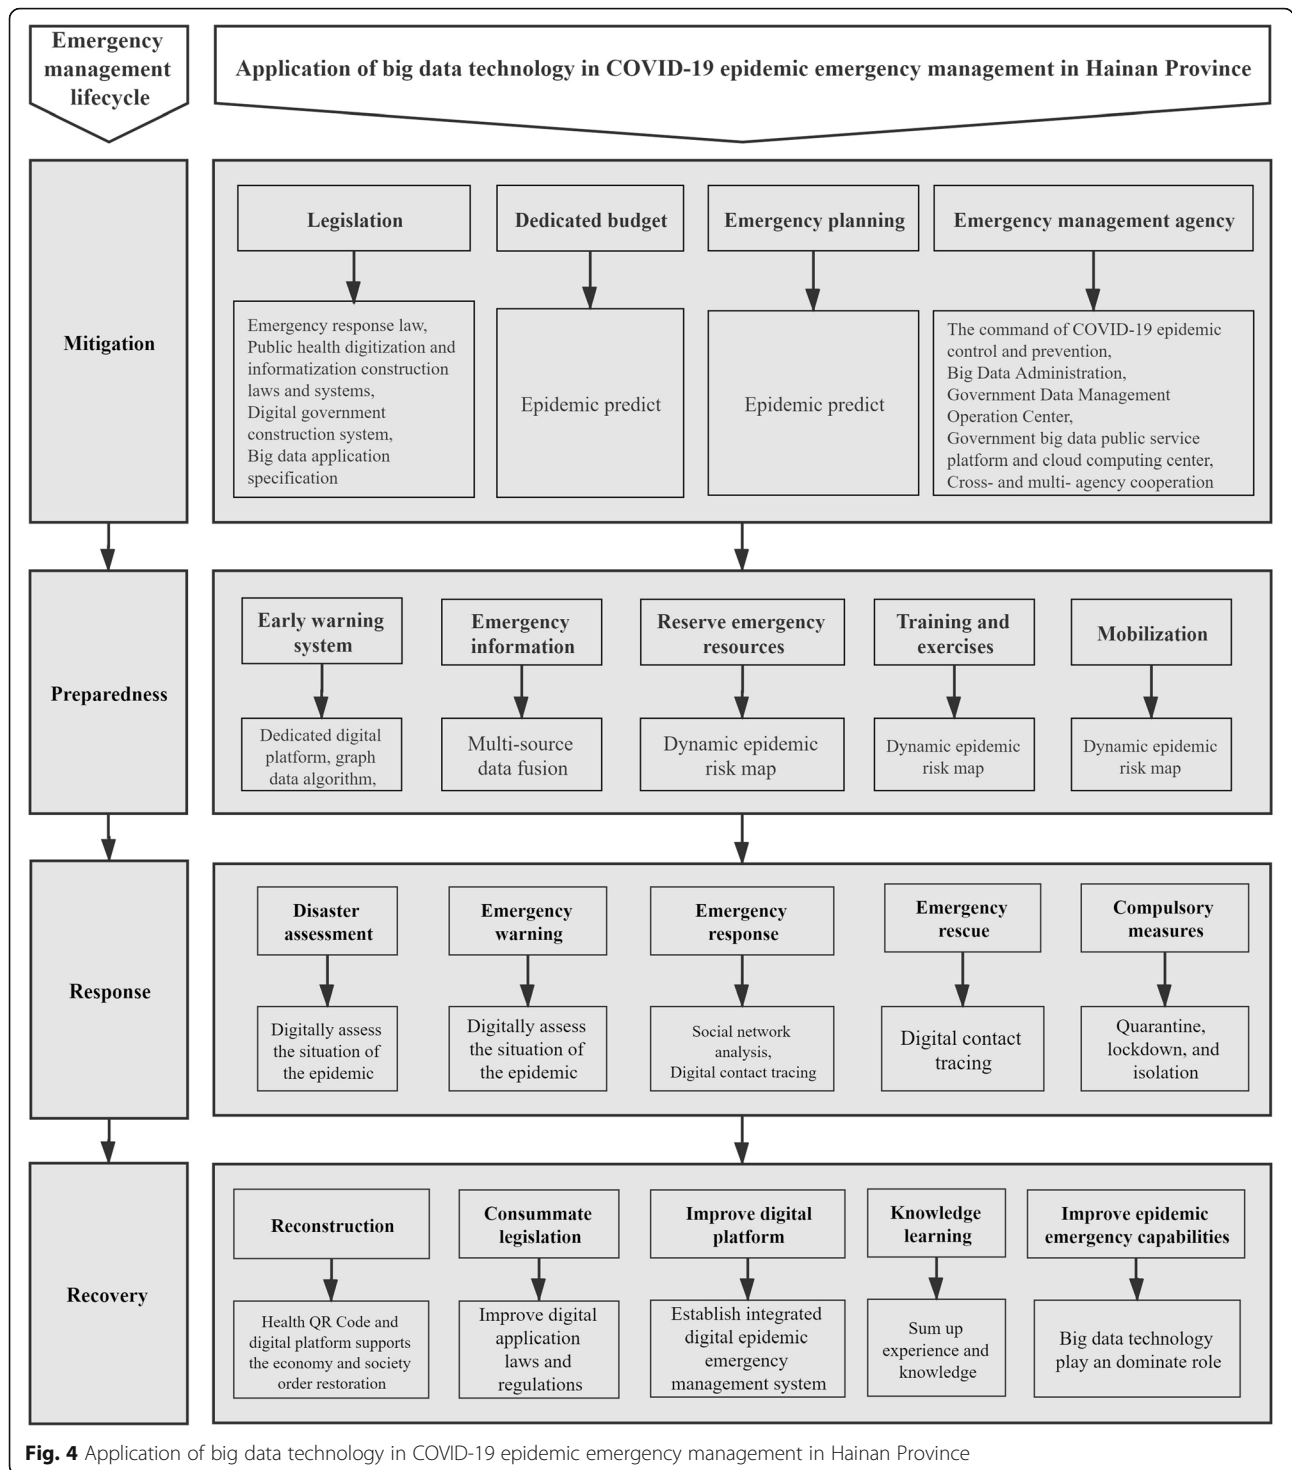 Emergency
management
lifecycle
Application of big data technology in COVID-19 epidemic emergency management in Hainan Province
Mitigation
Legislation
Dedicated budget
Emergency planning
Emergency management agency
Emergency response law,
Public health digitization and
informatization construction
laws and systems,
Digital government
construction system,
Big data application
specification
Epidemic predict
Epidemic predict
The command of COVID-19 epidemic
control and prevention,
Big Data Administration,
Government Data Management
Operation Center,
Government big data public service
platform and cloud computing center,
Cross- and multi- agency cooperation
Preparedness
Early warning
system
Emergency
information
Reserve emergency
resources
Training and
exercises
Mobilization
Dedicated digital
platform, graph
data algorithm,
Multi-source
data fusion
Dynamic epidemic
risk map
Dynamic epidemic
risk map
Dynamic epidemic
risk map
Response
Disaster
assessment
Emergency
warning
Emergency
response
Emergency
rescue
Compulsory
measures
Digitally assess
the situation of
the epidemic
Digitally assess
the situation of
the epidemic
Social network
analysis,
Digital contact tracing
Digital contact
tracing
Quarantine,
lockdown, and
isolation
Recovery
Reconstruction
Consummate
legislation
Improve digital
platform
Knowledge
learning
Improve epidemic
emergency capabilities
Health QR Code and
digital platform supports
the economy and society
order restoration
Improve digital
application
laws and
regulations
Establish integrated
digital epidemic
emergency
management system
Sum up
experience and
knowledge
Big data technology
play an dominate role
Fig. 4 Application of big data technology in COVID-19 epidemic emergency management in Hainan Province